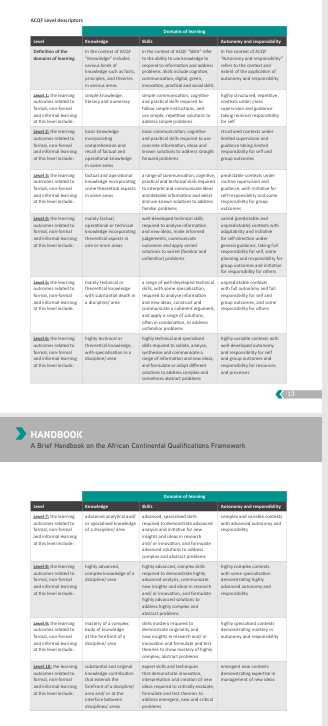 ACQF Level descriptors
Domains of learning
Level Knowledge Skills Autonomy and responsibility
Definition of the
domains of learning
in the context of ACQF
"Knowledge" includes
various kinds of
knowledge such as facts,
principles, and theories
in various areas
in the context of ACQF "Skills" refer
to the ability to use knowledge to
respond to information and address
problems. Skills include cognitive,
communication, digital, green,
innovation, practical and social skills.
in the context of ACQF
"Autonomy and responsibility"
refers to the context and
extent of the application of
autonomy and responsibility
Level 1: the learning
outcomes related to
formal, non-formal
and informal learning
at this level include:
simple knowledge,
literacy and numeracy
simple communication, cognitive
and practical skills required to
follow simple instructions, and
use simple, repetitive solutions to
address simple problems
highly structured, repetitive
contexts under close
supervision and guidance
taking minimal responsibility
for self
Level 2: the learning
outcomes related to
formal, non-formal
and informal learning
at this level include:
basic knowledge
incorporating
comprehension and
recall of factual and
operational knowledge
in some areas
basic communication, cognitive
and practical skills required to use
concrete information, ideas and
known solutions to address straight
forward problems
structured contexts under
limited supervision and
guidance taking limited
responsibility for self and
group outcomes
Level 3: the learning
outcomes related to
formal, non-formal
and informal learning
at this level include:
factual and operational
knowledge incorporating
some theoretical aspects
in some areas
range of communication, cognitive,
practical and technical skills required
to interpret and communicate ideas
and detailed information and select
and use known solutions to address
familiar problems
predictable contexts under
routine supervision and
guidance, with initiative for
self responsibility and some
responsibility for group
outcomes.
Level 4: the learning
outcomes related to
formal, non-formal
and informal learning
at this level include:
mainly factual,
operational or technical
knowledge incorporating
theoretical aspects in
one or more areas
well-developed technical skills
required to analyse information
and new ideas, make informed
judgements, communicate
outcomes and apply varied
solutions to varied (familiar and
unfamiliar) problems
varied (predictable and
unpredictable) contexts with
adaptability and initiative
for self direction under
general guidance, taking full
responsibility for self, some
planning and responsibility for
group outcomes and initiative
for responsibility for others
Level 5: the learning
outcomes related to
formal, non-formal
and informal learning
at this level include:
mainly technical or
theoretical knowledge
with substantial depth in
a discipline/ area
a range of well-developed technical
skills, with some specialisation,
required to analyse information
and new ideas, construct and
communicate a coherent argument,
and apply a range of solutions,
often in combination, to address
unfamiliar problems
unpredictable contexts
with full autonomy and full
responsibility for self and
group outcomes, and some
responsibility for others
Level 6: the learning
outcomes related to
formal, non-formal
and informal learning
at this level include:
highly technical or
theoretical knowledge,
with specialisation in a
discipline/ area
highly technical and specialised
skills required to collate, analyse,
synthesise and communicate a
range of information and new ideas,
and formulate or adapt different
solutions to address complex and
sometimes abstract problems
highly variable contexts with
well-developed autonomy
and responsibility for self
and group outcomes and
responsibility for resources
and processes
13
HANDBOOK
A Brief Handbook on the African Continental Qualifications Framework
Domains of learning
Level Knowledge Skills Autonomy and responsibility
Level 7: the learning
outcomes related to
formal, non-formal
and informal learning
at this level include:
advanced analytical and/
or specialised knowledge
of a discipline/ area
advanced, specialised skills
required to demonstrate advanced
analysis and initiative for new
insights and ideas in research
and/ or innovation, and formulate
advanced solutions to address
complex and abstract problems
complex and variable contexts
with advanced autonomy and
responsibility
Level 8: the learning
outcomes related to
formal, non-formal
and informal learning
at this level include:
highly advanced,
complex knowledge of a
discipline/ area
highly advanced, complex skills
required to demonstrate highly
advanced analysis, communicate
new insights and ideas in research
and/ or innovation, and formulate
highly advanced solutions to
address highly complex and
abstract problems
highly complex contexts
with some specialisation
demonstrating highly
advanced autonomy and
responsibility
Level 9: the learning
outcomes related to
formal, non-formal
and informal learning
at this level include:
mastery of a complex
body of knowledge
at the forefront of a
discipline/ area
skills mastery required to
demonstrate originality and
new insights in research and/ or
innovation and formulate and test
theories to show mastery of highly
complex, abstract problems
highly specialised contexts
demonstrating mastery in
autonomy and responsibility
Level 10: the learning
outcomes related to
formal, non-formal
and informal learning
at this level include:
substantial and original
knowledge contribution
that extends the
forefront of a discipline/
area and/ or at the
interface between
disciplines/ areas
expert skills and techniques
that demonstrate innovation,
interpretation and creation of new
ideas required to critically evaluate,
formulate and test theories to
address emergent, new and critical
problems
emergent new contexts
demonstrating expertise in
management of new ideas